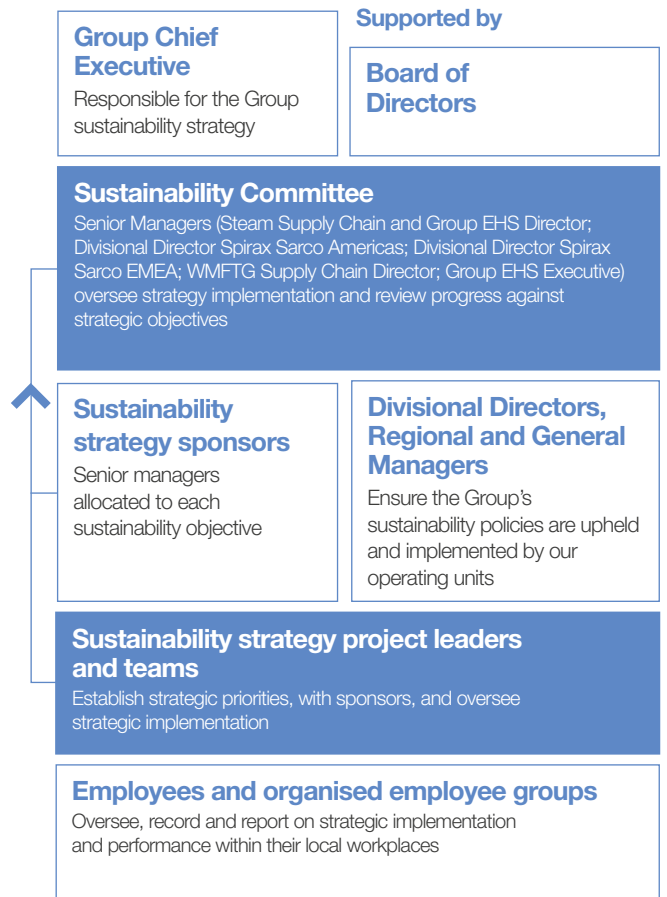 Group Chief
Executive
Responsible for the Group
sustainability strategy
Supported by
Board of
Directors
Sustainability Committee
Senior Managers (Steam Supply Chain and Group EHS Director;
Divisional Director Spirax Sarco Americas; Divisional Director Spirax
Sarco EMEA; WMFTG Supply Chain Director; Group EHS Executive)
oversee strategy implementation and review progress against
strategic objectives
Sustainability
strategy sponsors
Senior managers
allocated to each
sustainability objective
Divisional Directors,
Regional and General
Managers
Ensure the Group's
sustainability policies are upheld
and implemented by our
operating units
Sustainability strategy project leaders
and teams
Establish strategic priorities, with sponsors, and oversee
strategic implementation
Employees and organised employee groups
Oversee, record and report on strategic implementation
and performance within their local workplaces